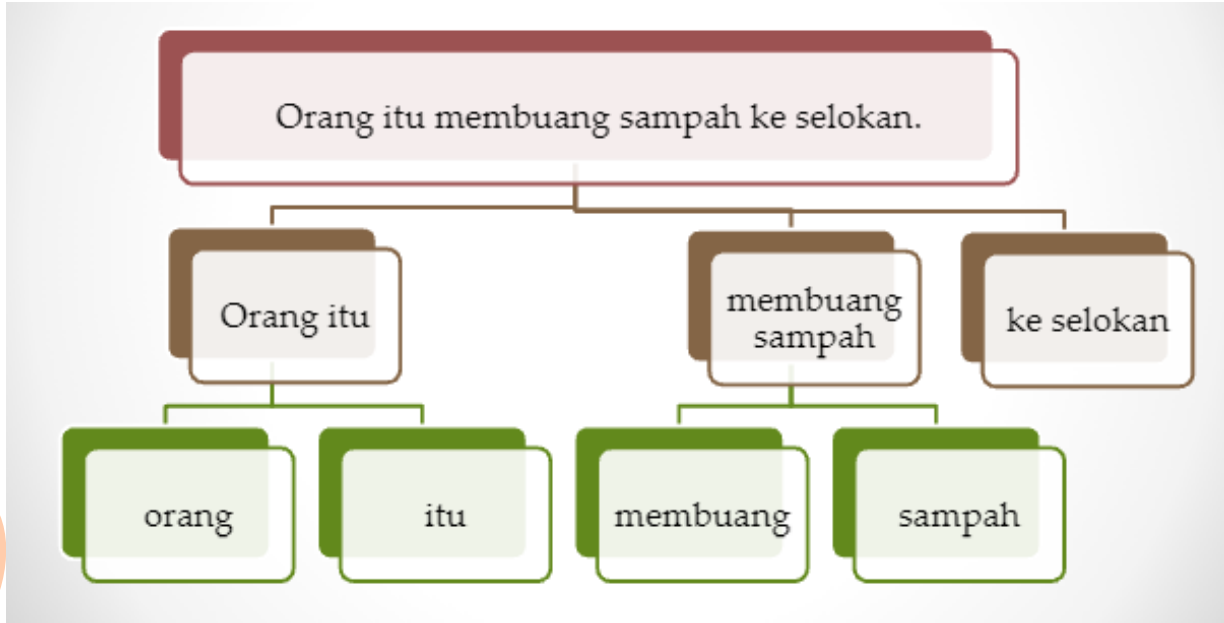 Orang itu membuang sampah ke selokan.
Orang itu
membuang
sampah
ke selokan
orang
itu
membuang
sampah